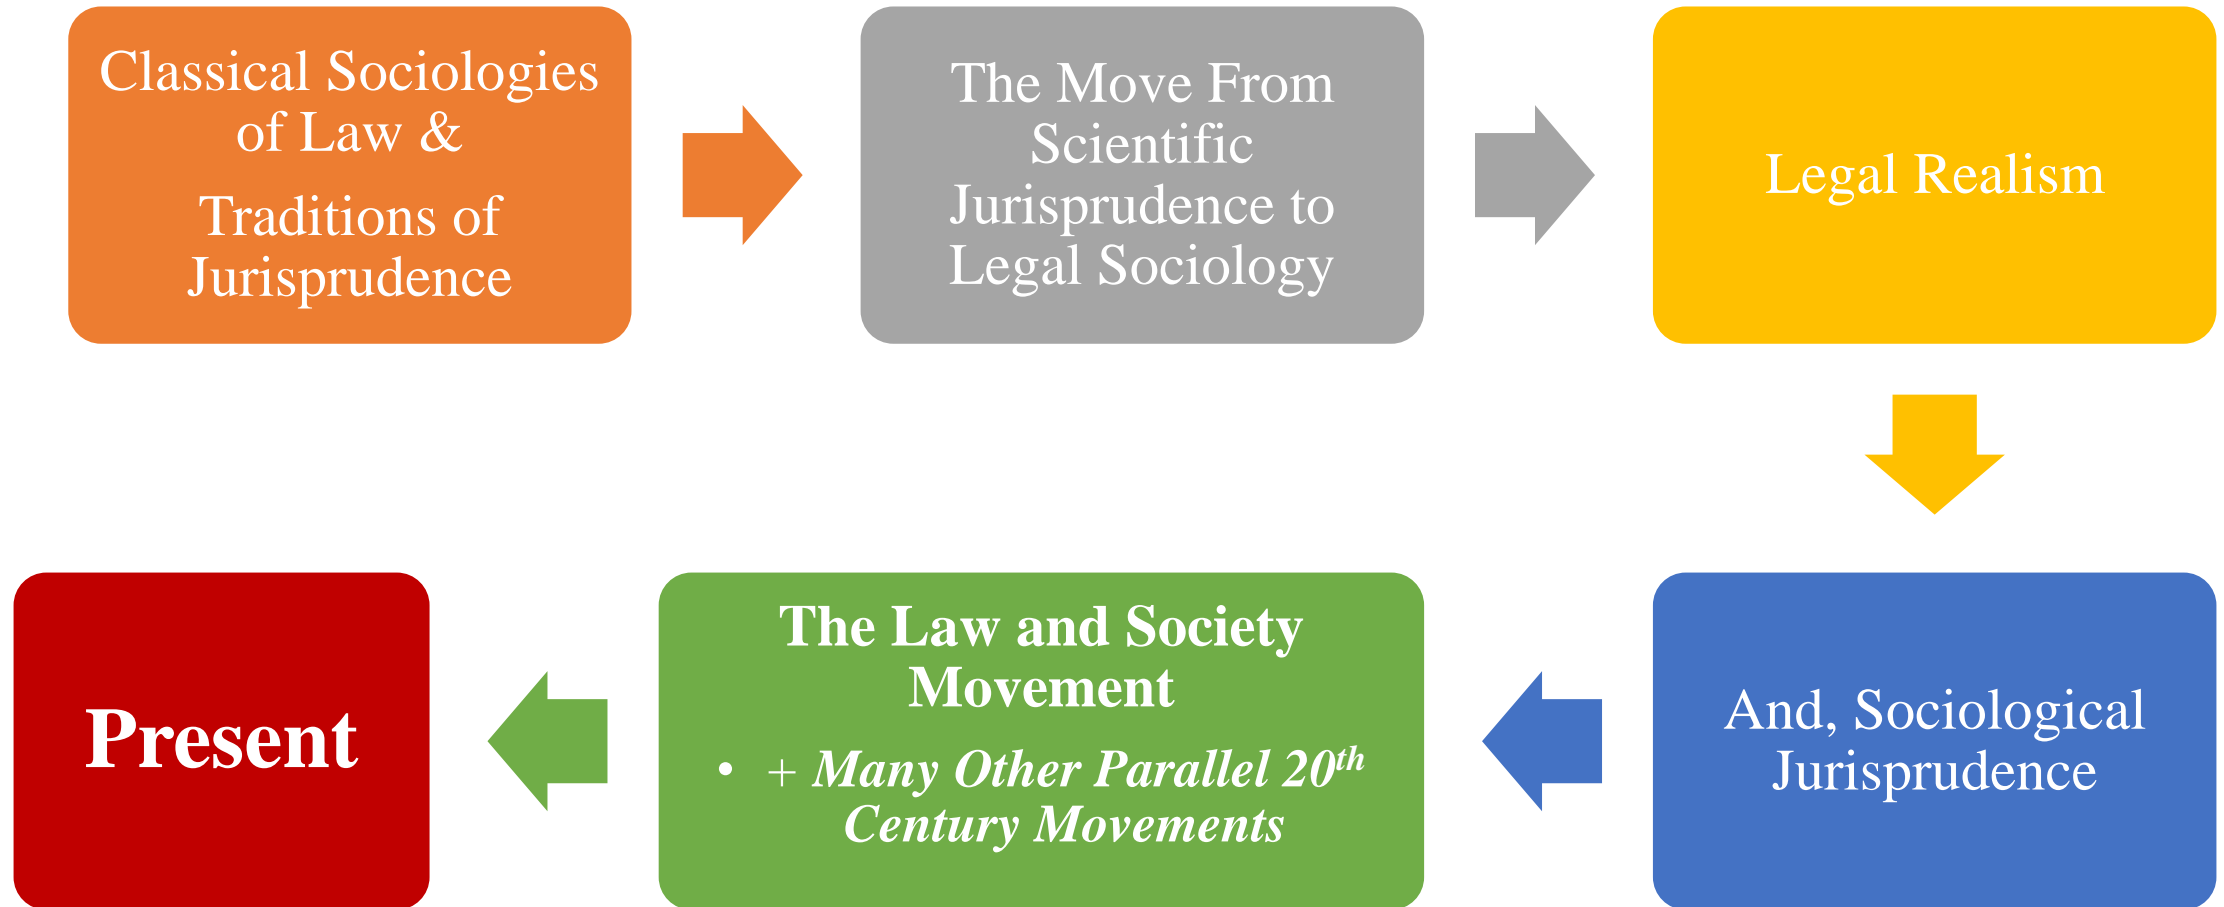 Classical Sociologies
of Law &
Traditions of
Jurisprudence
The Move From
Scientific
Jurisprudence to
Legal Sociology
Legal Realism
And, Sociological
Jurisprudence
The Law and Society
Movement
• + Many Other Parallel 20th
Century Movements
Present